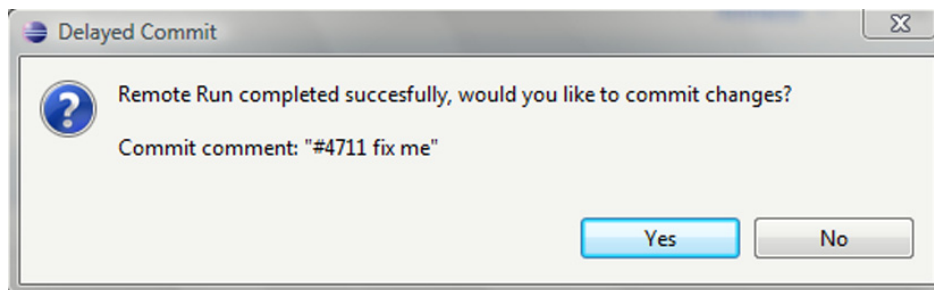 Delayed Commit
Remote Run completed succesfully, would you like to commit changes?
Commit comment: "#4711 fix me"
Yes No